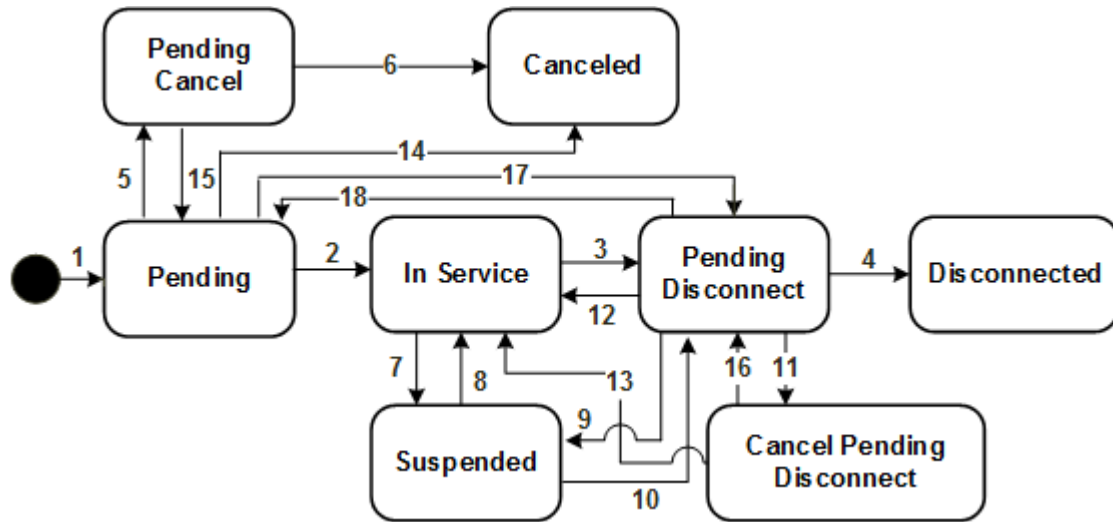 Pending
Cancel
6
Canceled
5
15
14
17
18
1
Pending
2
In Service
3
12
Pending
Disconnect
4
Disconnected
7
8
13
16
11
9
Suspended
10
Cancel Pending
Disconnect